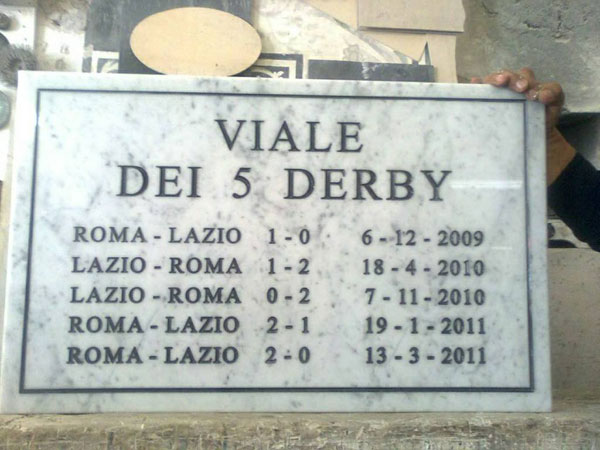 VIALE
DEI 5 DERBY
ROMA - LAZIO 1 - 0 6 - 12 - 2009
LAZIO - ROMA 1 - 2 18 - 4 - 2010
LAZIO - ROMA 0 - 2 7 - 11 - 2010
ROMA - LAZIO 2 - 1 19 - 1 - 2011
ROMA - LAZIO 2 - 0 13 - 3 - 2011